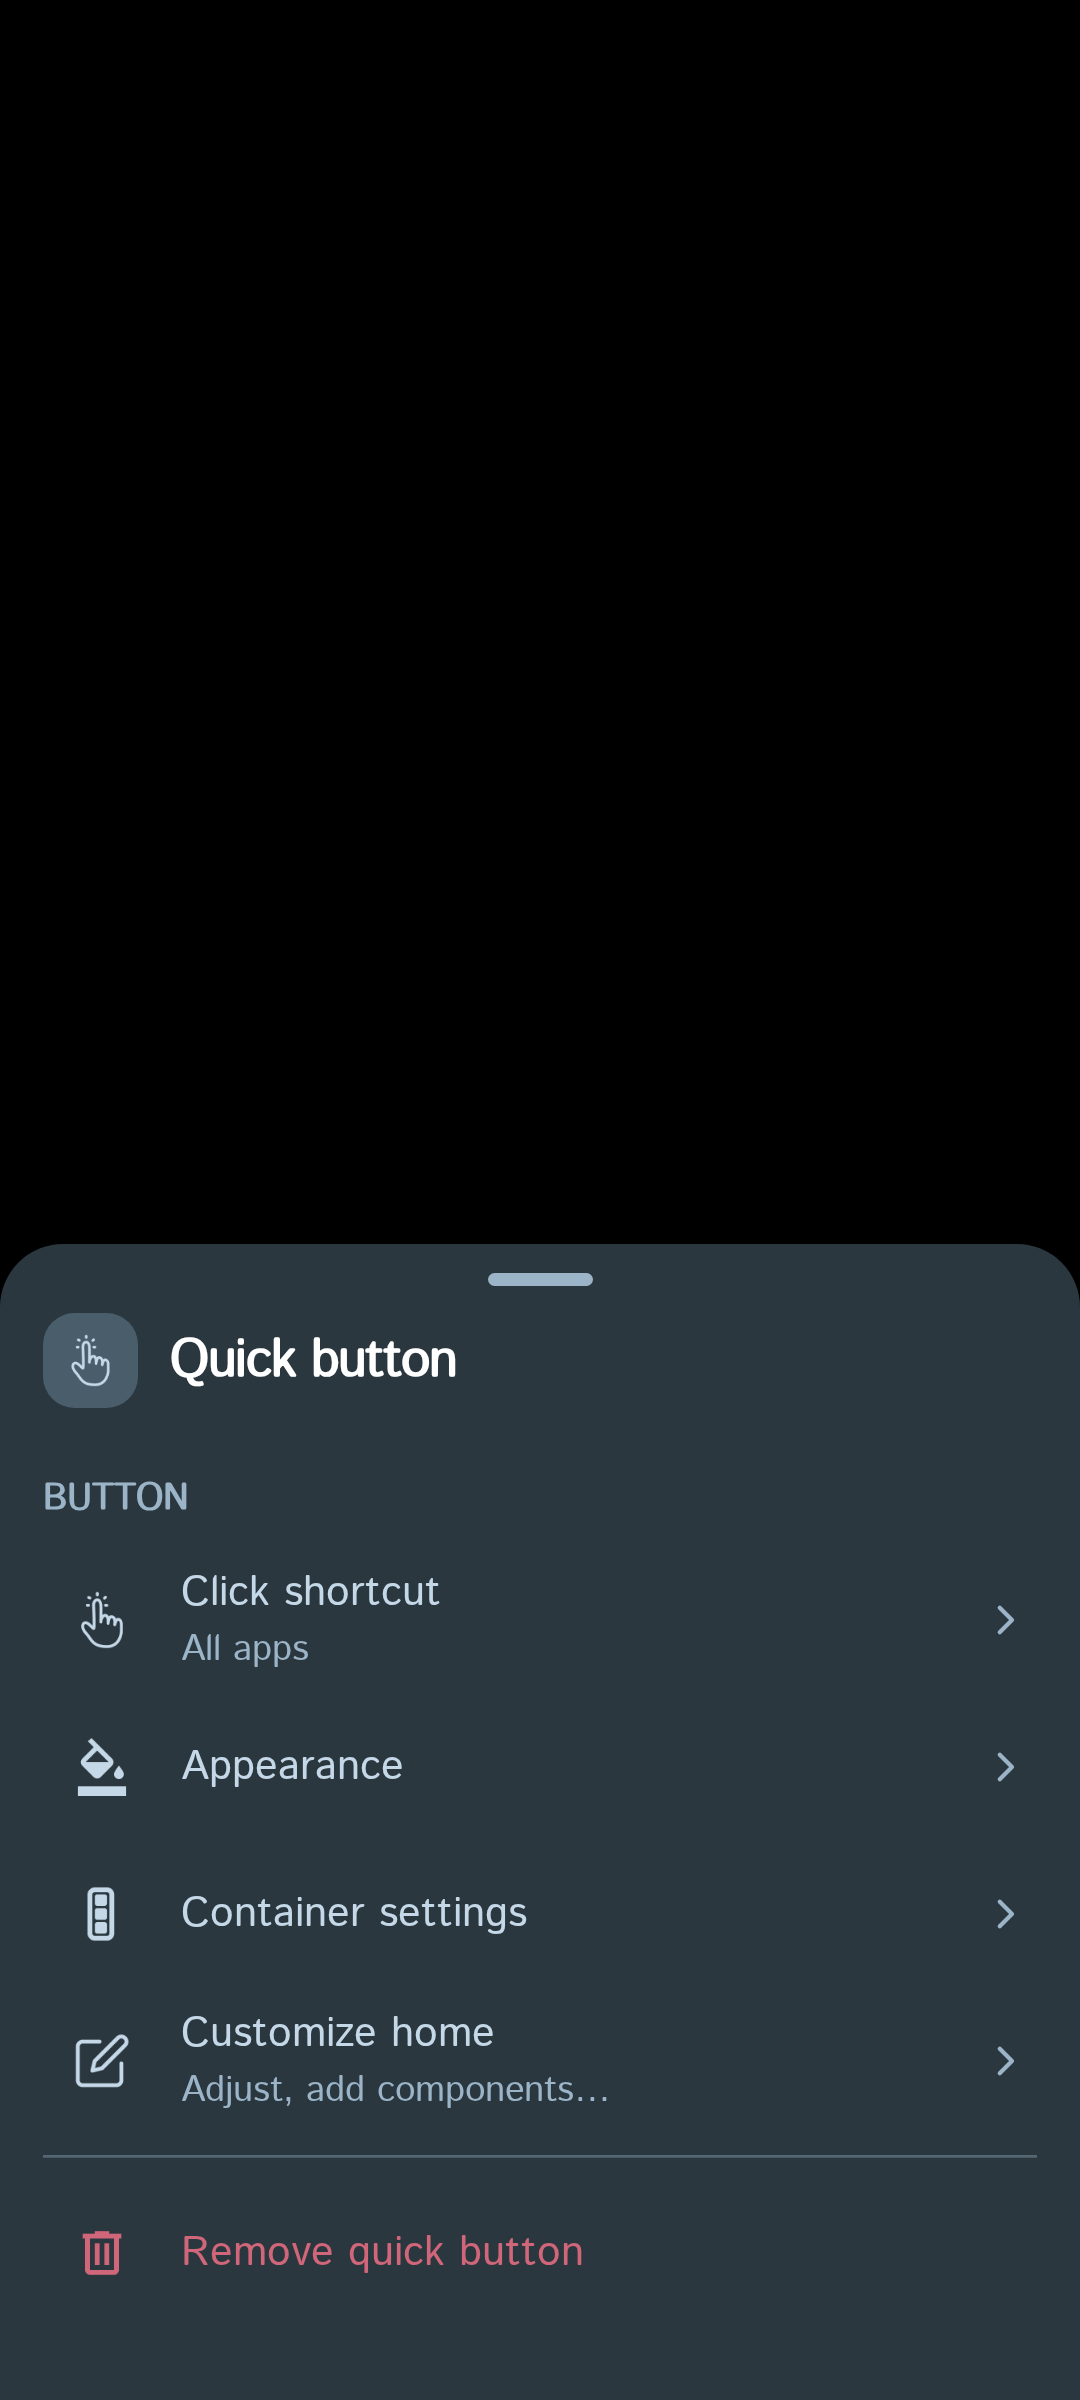 Quick button
BUTTON
Click shortcut
All apps
Appearance
Container settings
Customize home
Adjust, add components...
Remove quick button